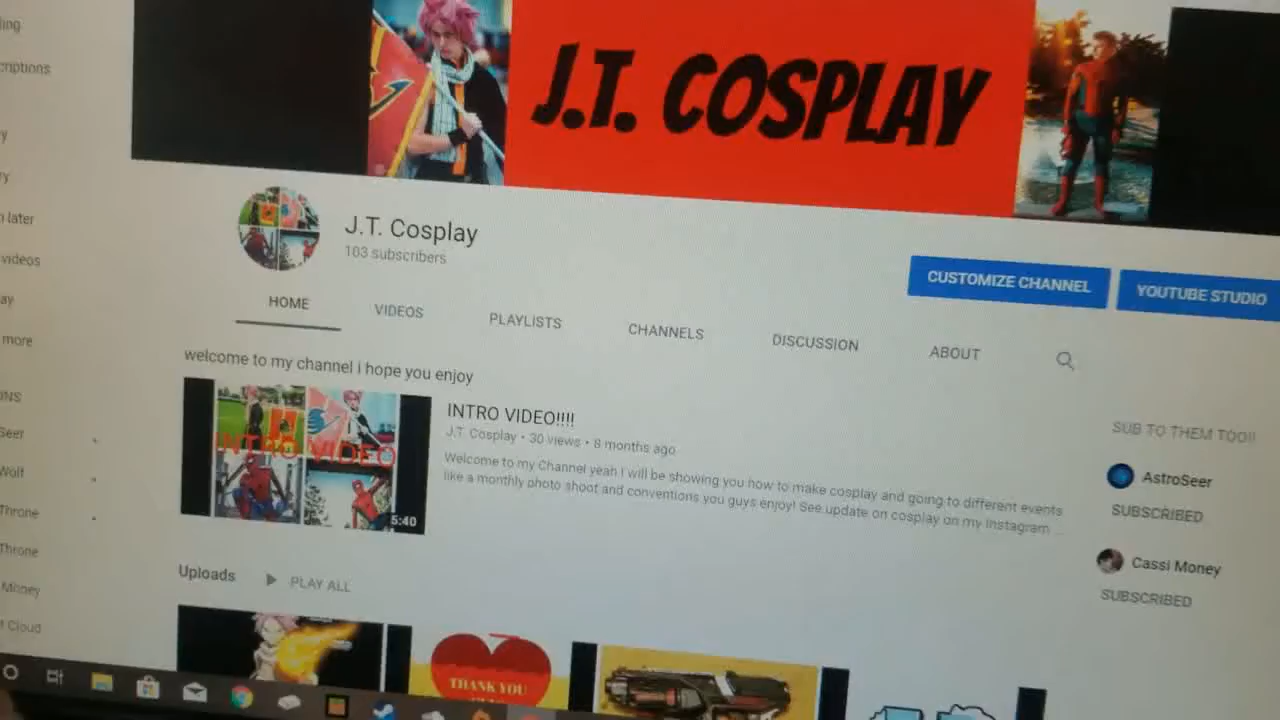 J.T. COSPLAY
J.T. Cosplay
103 subscribers
CUSTOMIZE CHANNEL
YOUTUBE STUDIO
HOME
VIDEOS
PLAYLISTS
CHANNELS
DISCUSSION
ABOUT
later
videos
more
Throne
Throne
Money
Cloud
welcome to my channel i hope you enjoy
INTRO VIDEO
5:40
INTRO VIDEO!!!!
J.T. Cosplay • 30 views • 8 months ago
Welcome to my Channel yeah I will be showing you how to make cosplay and going to different events
like a monthly photo shoot and conventions you guys enjoy! See update on cosplay on my Instagram ...
SUB TO THEM TOO!!
AstroSeer
SUBSCRIBED
Cassi Money
SUBSCRIBED
Uploads
PLAY ALL
THANK YOU